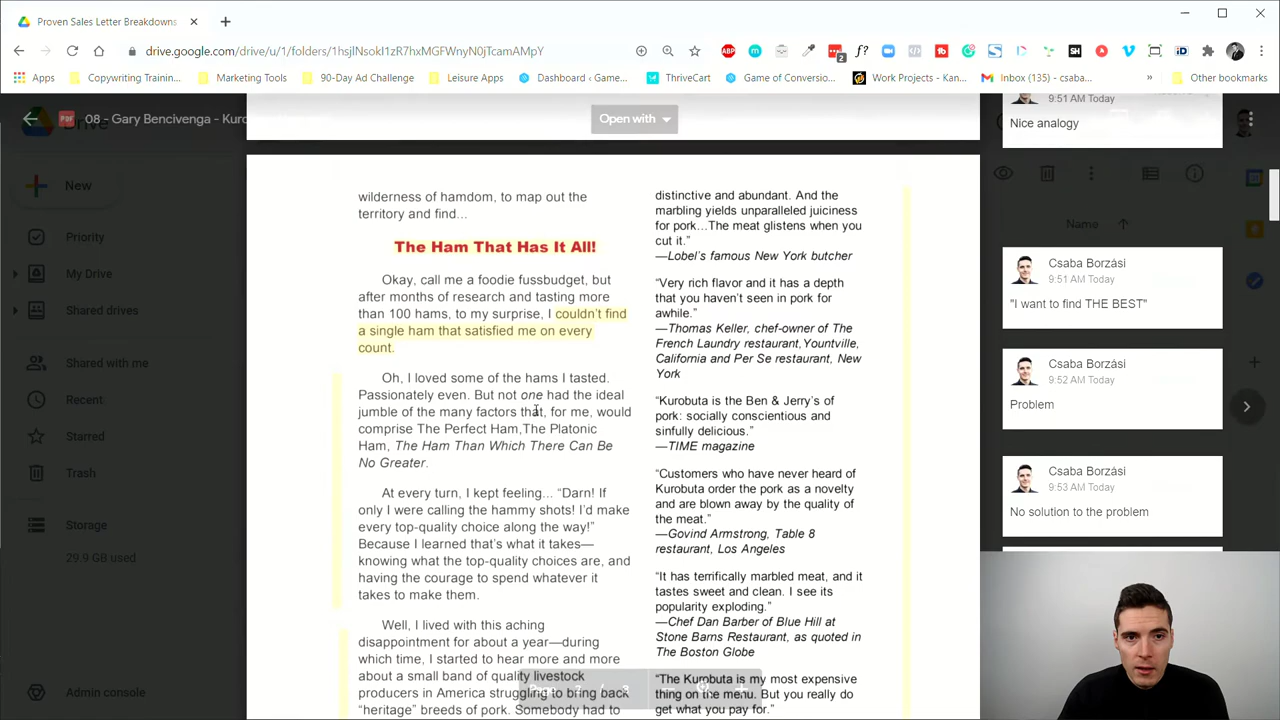 Proven Sales Letter Breakdowns
drive.google.com/drive/u/1/folders/1hsjlNsokI1zR7hxMGFWnyN0jTcamAMpY
Apps
Copywriting Trainin...
Marketing Tools
90-Day Ad Challenge
Leisure Apps
Dashboard ‹ Game...
ThriveCart
Game of Conversio...
Work Projects - Kan...
Inbox (135) - csaba...
»
Other bookmarks
08 - Gary Bencivenga - Kuro
Open with
New
Priority
My Drive
Shared drives
Shared with me
Recent
Starred
Trash
Storage
29.9 GB used
Admin console
wilderness of hamdom, to map out the
territory and find...
The Ham That Has It All!
Okay, call me a foodie fussbudget, but
after months of research and tasting more
than 100 hams, to my surprise, I couldn't find
a single ham that satisfied me on every
count.
Oh, I loved some of the hams I tasted.
Passionately even. But not one had the ideal
jumble of the many factors that, for me, would
comprise The Perfect Ham,The Platonic
Ham, The Ham Than Which There Can Be
No Greater.
At every turn, I kept feeling... “Darn! If
only I were calling the hammy shots! I'd make
every top-quality choice along the way!”
Because I learned that's what it takes—
knowing what the top-quality choices are, and
having the courage to spend whatever it
takes to make them.
Well, I lived with this aching
disappointment for about a year—during
which time, I started to hear more and more
about a small band of quality livestock
producers in America struggling to bring back
“heritage” breeds of pork. Somebody had to
distinctive and abundant. And the
marbling yields unparalleled juiciness
for pork…The meat glistens when you
cut it.”
—Lobel's famous New York butcher
“Very rich flavor and it has a depth
that you haven't seen in pork for
awhile.”
—Thomas Keller, chef-owner of The
French Laundry restaurant,Yountville,
California and Per Se restaurant, New
York
“Kurobuta is the Ben & Jerry's of
pork: socially conscientious and
sinfully delicious.”
—TIME magazine
“Customers who have never heard of
Kurobuta order the pork as a novelty
and are blown away by the quality of
the meat.”
—Govind Armstrong, Table 8
restaurant, Los Angeles
“It has terrifically marbled meat, and it
tastes sweet and clean. I see its
popularity exploding.”
—Chef Dan Barber of Blue Hill at
Stone Barns Restaurant, as quoted in
The Boston Globe
“The Kurobuta is my most expensive
thing on the menu. But you really do
get what you pay for.”
9:51 AM Today
Nice analogy
Name
Csaba Borzási
9:51 AM Today
"I want to find THE BEST"
Csaba Borzási
9:52 AM Today
Problem
Csaba Borzási
9:53 AM Today
No solution to the problem